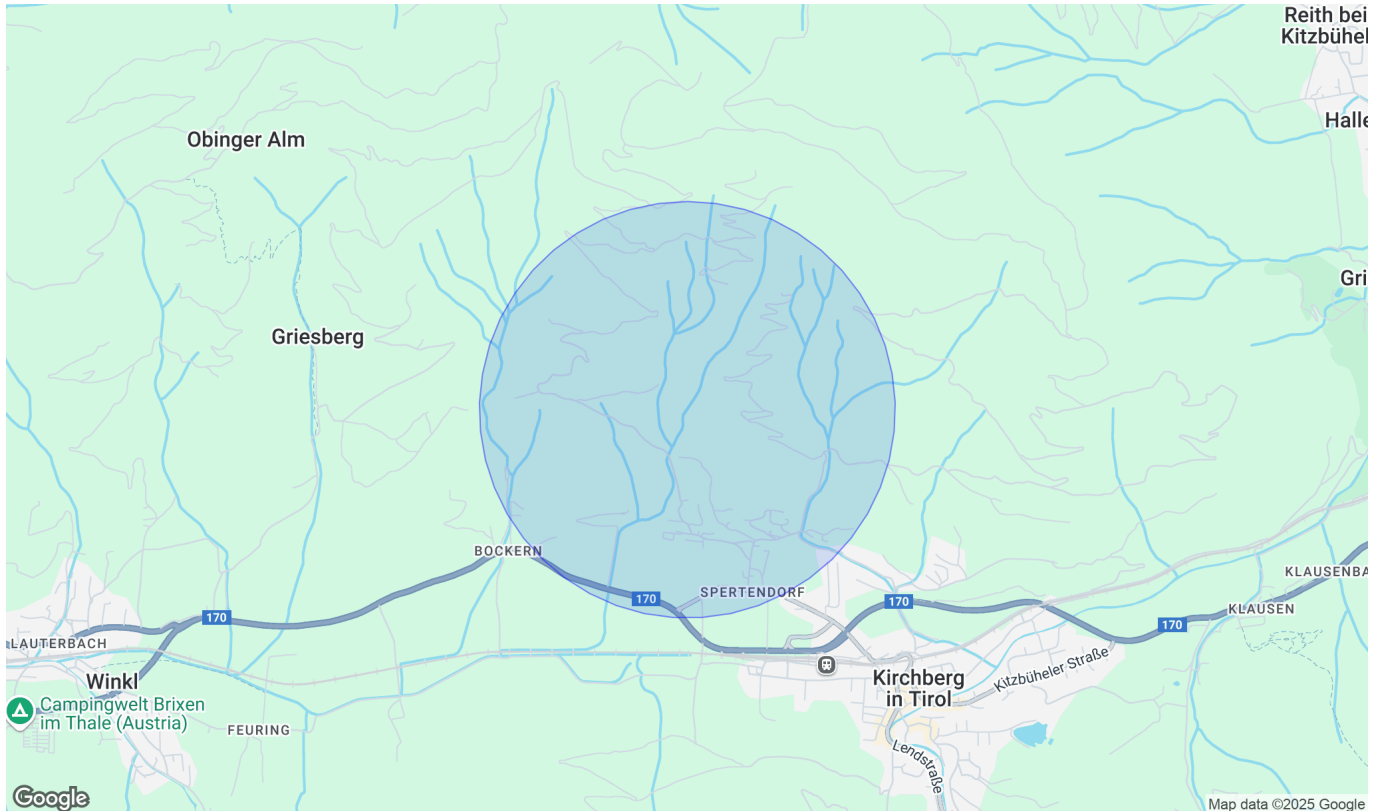 Reith bei
Kitzbühel
Halle
Obinger Alm
Gri
Griesberg
BOCKERN
KLAUSENBA
SPERTENDORF
170
170
KLAUSEN
170
170
LAUTERBACH
Kitzbüheler Straße
Kirchberg
in Tirol
Winkl
Campingwelt Brixen
im Thale (Austria)
FEURING
Lendstraße
Google
Map data ©2025 Google